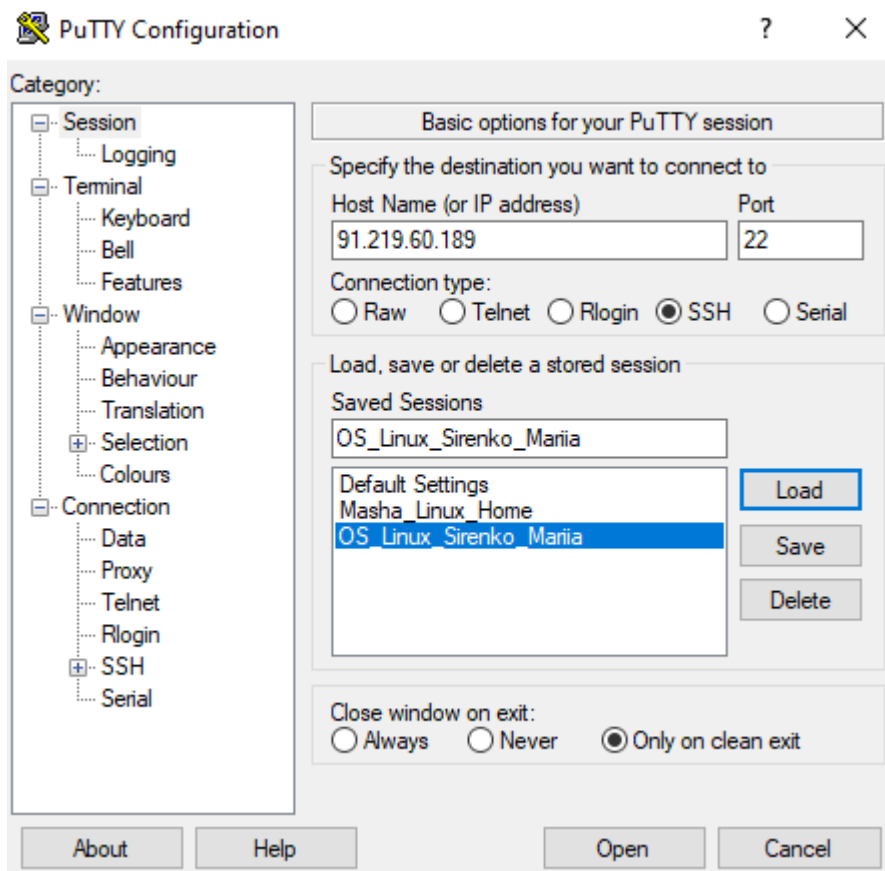 PuTTY Configuration
?
Category:
Session
Logging
Terminal
Keyboard
Bell
Features
Window
Appearance
Behaviour
Translation
Selection
Colours
Connection
Data
Proxy
Telnet
Rlogin
SSH
Serial
Basic options for your PuTTY session
Specify the destination you want to connect to
Host Name (or IP address) Port
91.219.60.189 22
Connection type:
Raw Telnet Rlogin SSH Serial
Load, save or delete a stored session
Saved Sessions
OS_Linux_Sirenko_Mariia
Default Settings
Masha_Linux_Home
OS_Linux_Sirenko_Mariia
Load
Save
Delete
Close window on exit:
Always Never Only on clean exit
About Help Open Cancel